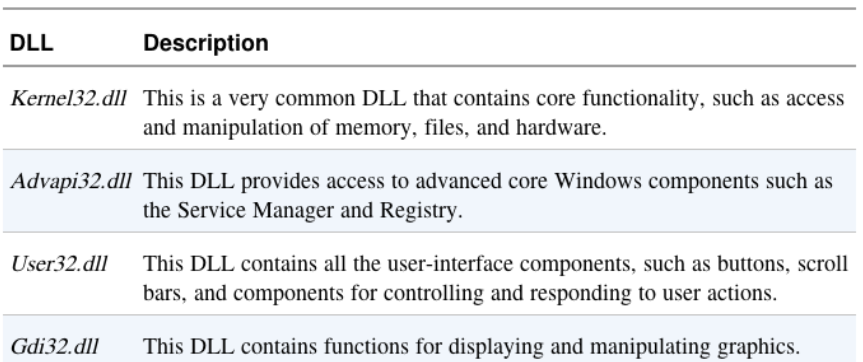 DLL Description
Kernel32.dll This is a very common DLL that contains core functionality, such as access
and manipulation of memory, files, and hardware.
Advapi32.dll This DLL provides access to advanced core Windows components such as
the Service Manager and Registry.
User32.dll This DLL contains all the user-interface components, such as buttons, scroll
bars, and components for controlling and responding to user actions.
Gdi32.dll This DLL contains functions for displaying and manipulating graphics.